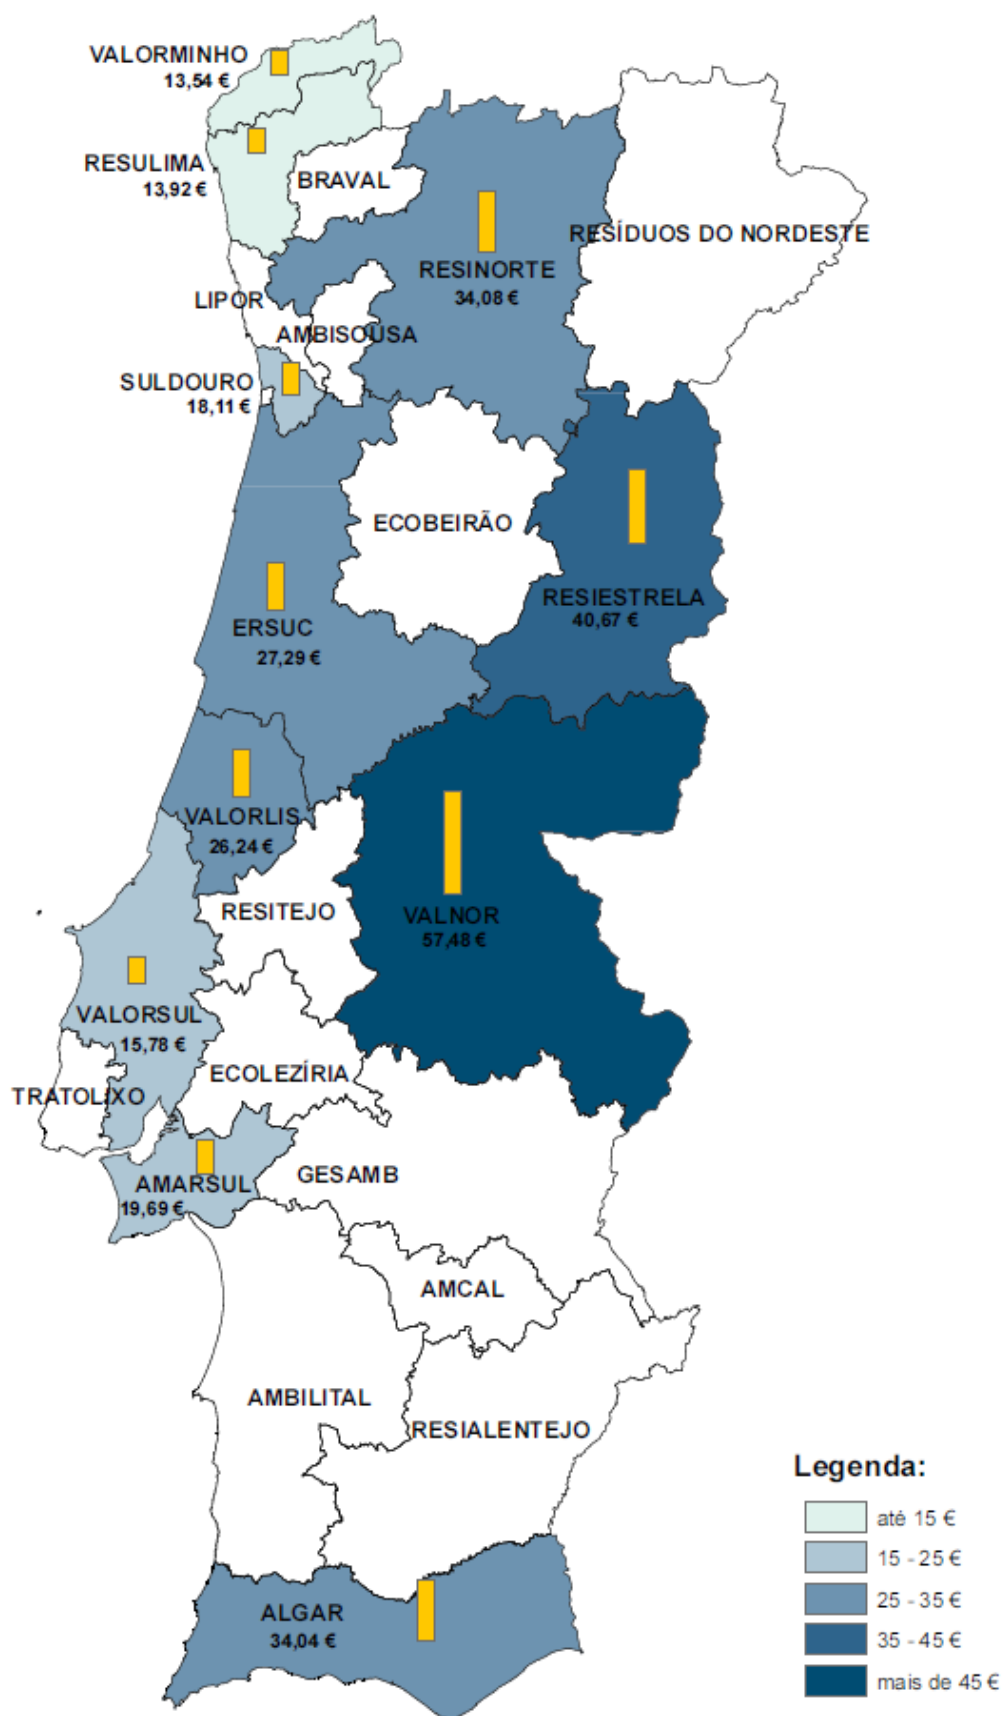 VALORMINHO
13,54 €
RESULIMA
13,92 €
BRAVAL
RESÍDUOS DO NORDESTE
RESINORTE
34,08 €
LIPOR
AMBISOUSA
SULDOURO
18,11 €
ECOBEIRÃO
RESIESTRELA
40,67 €
ERSUC
27,29 €
VALORLIS
26,24 €
RESITEJO
VALNOR
57,48 €
VALORSUL
15,78 €
ECOLEZÍRIA
TRATOLIXO
GESAMB
AMARSUL
19,69 €
AMCAL
AMBILITAL
RESIALENTEJO
ALGAR
34,04 €
Legenda:
até 15 €
15 - 25 €
25 - 35 €
35 - 45 €
mais de 45 €